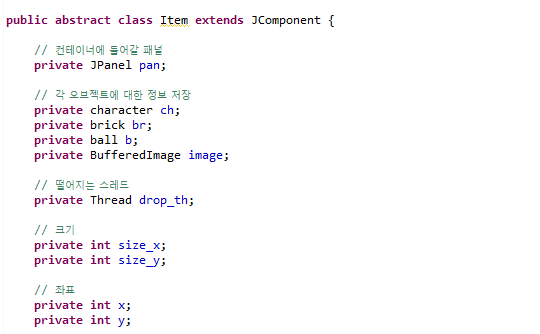 public abstract class Item extends JComponent {
// 컨테이너에 들어갈 패널
private JPanel pan;
// 각 오브젝트에 대한 정보 저장
private character ch;
private brick br;
private ball b;
private BufferedImage image;
// 떨어지는 스레드
private Thread drop_th;
// 크기
private int size_x;
private int size_y;
// 좌표
private int x;
private int y;